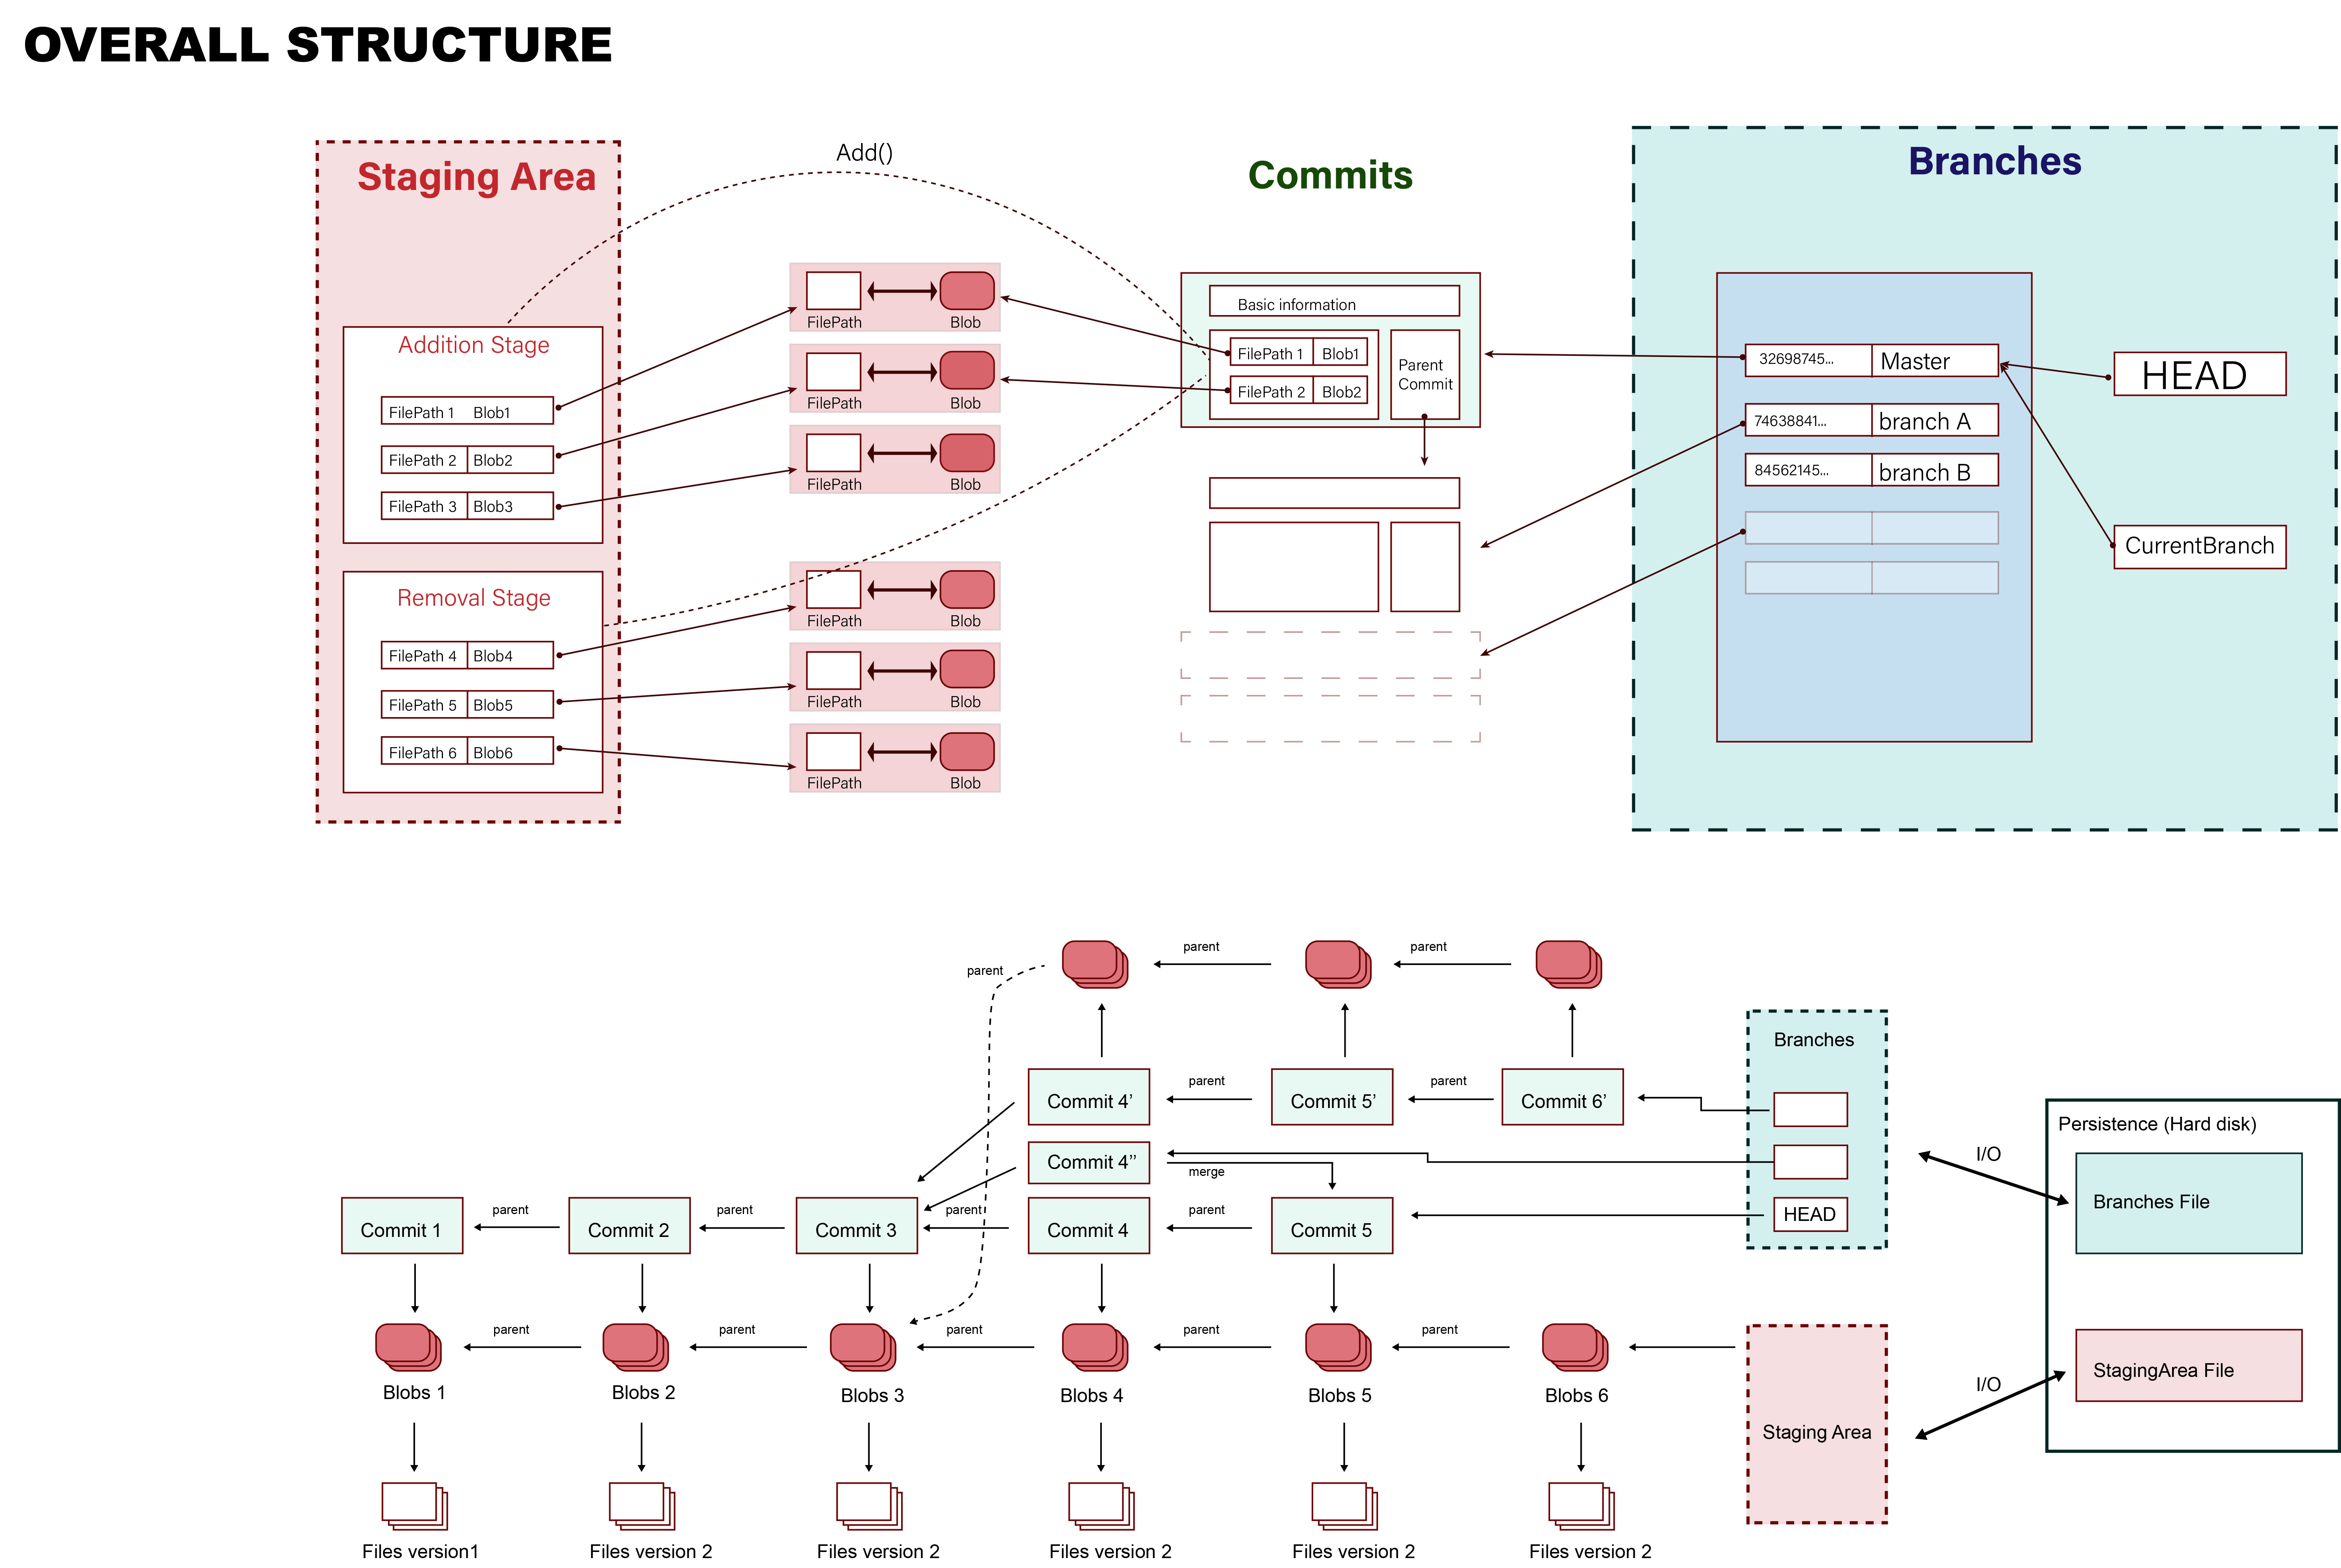 OVERALL STRUCTURE
Staging Area
Add()
Commits
Branches
Addition Stage
FilePath 1 Blob1
FilePath 2 Blob2
FilePath 3 Blob3
Removal Stage
FilePath 4 Blob4
FilePath 5 Blob5
FilePath 6 Blob6
FilePath Blob
FilePath Blob
FilePath Blob
FilePath Blob
FilePath Blob
FilePath Blob
Basic information
FilePath 1 Blob1
FilePath 2 Blob2
Parent
Commit
32698745... Master
74638841... branch A
84562145... branch B
HEAD
CurrentBranch
parent
parent
parent
Commit 4’
parent
Commit 5’
parent
Commit 6’
Commit 4’’
merge
Commit 1
parent
Commit 2
parent
Commit 3
parent
Commit 4
parent
Commit 5
Branches
HEAD
parent
parent
parent
parent
parent
Blobs 1
Blobs 2
Blobs 3
Blobs 4
Blobs 5
Blobs 6
Staging Area
I/O
I/O
Persistence (Hard disk)
Branches File
StagingArea File
Files version1
Files version 2
Files version 2
Files version 2
Files version 2
Files version 2